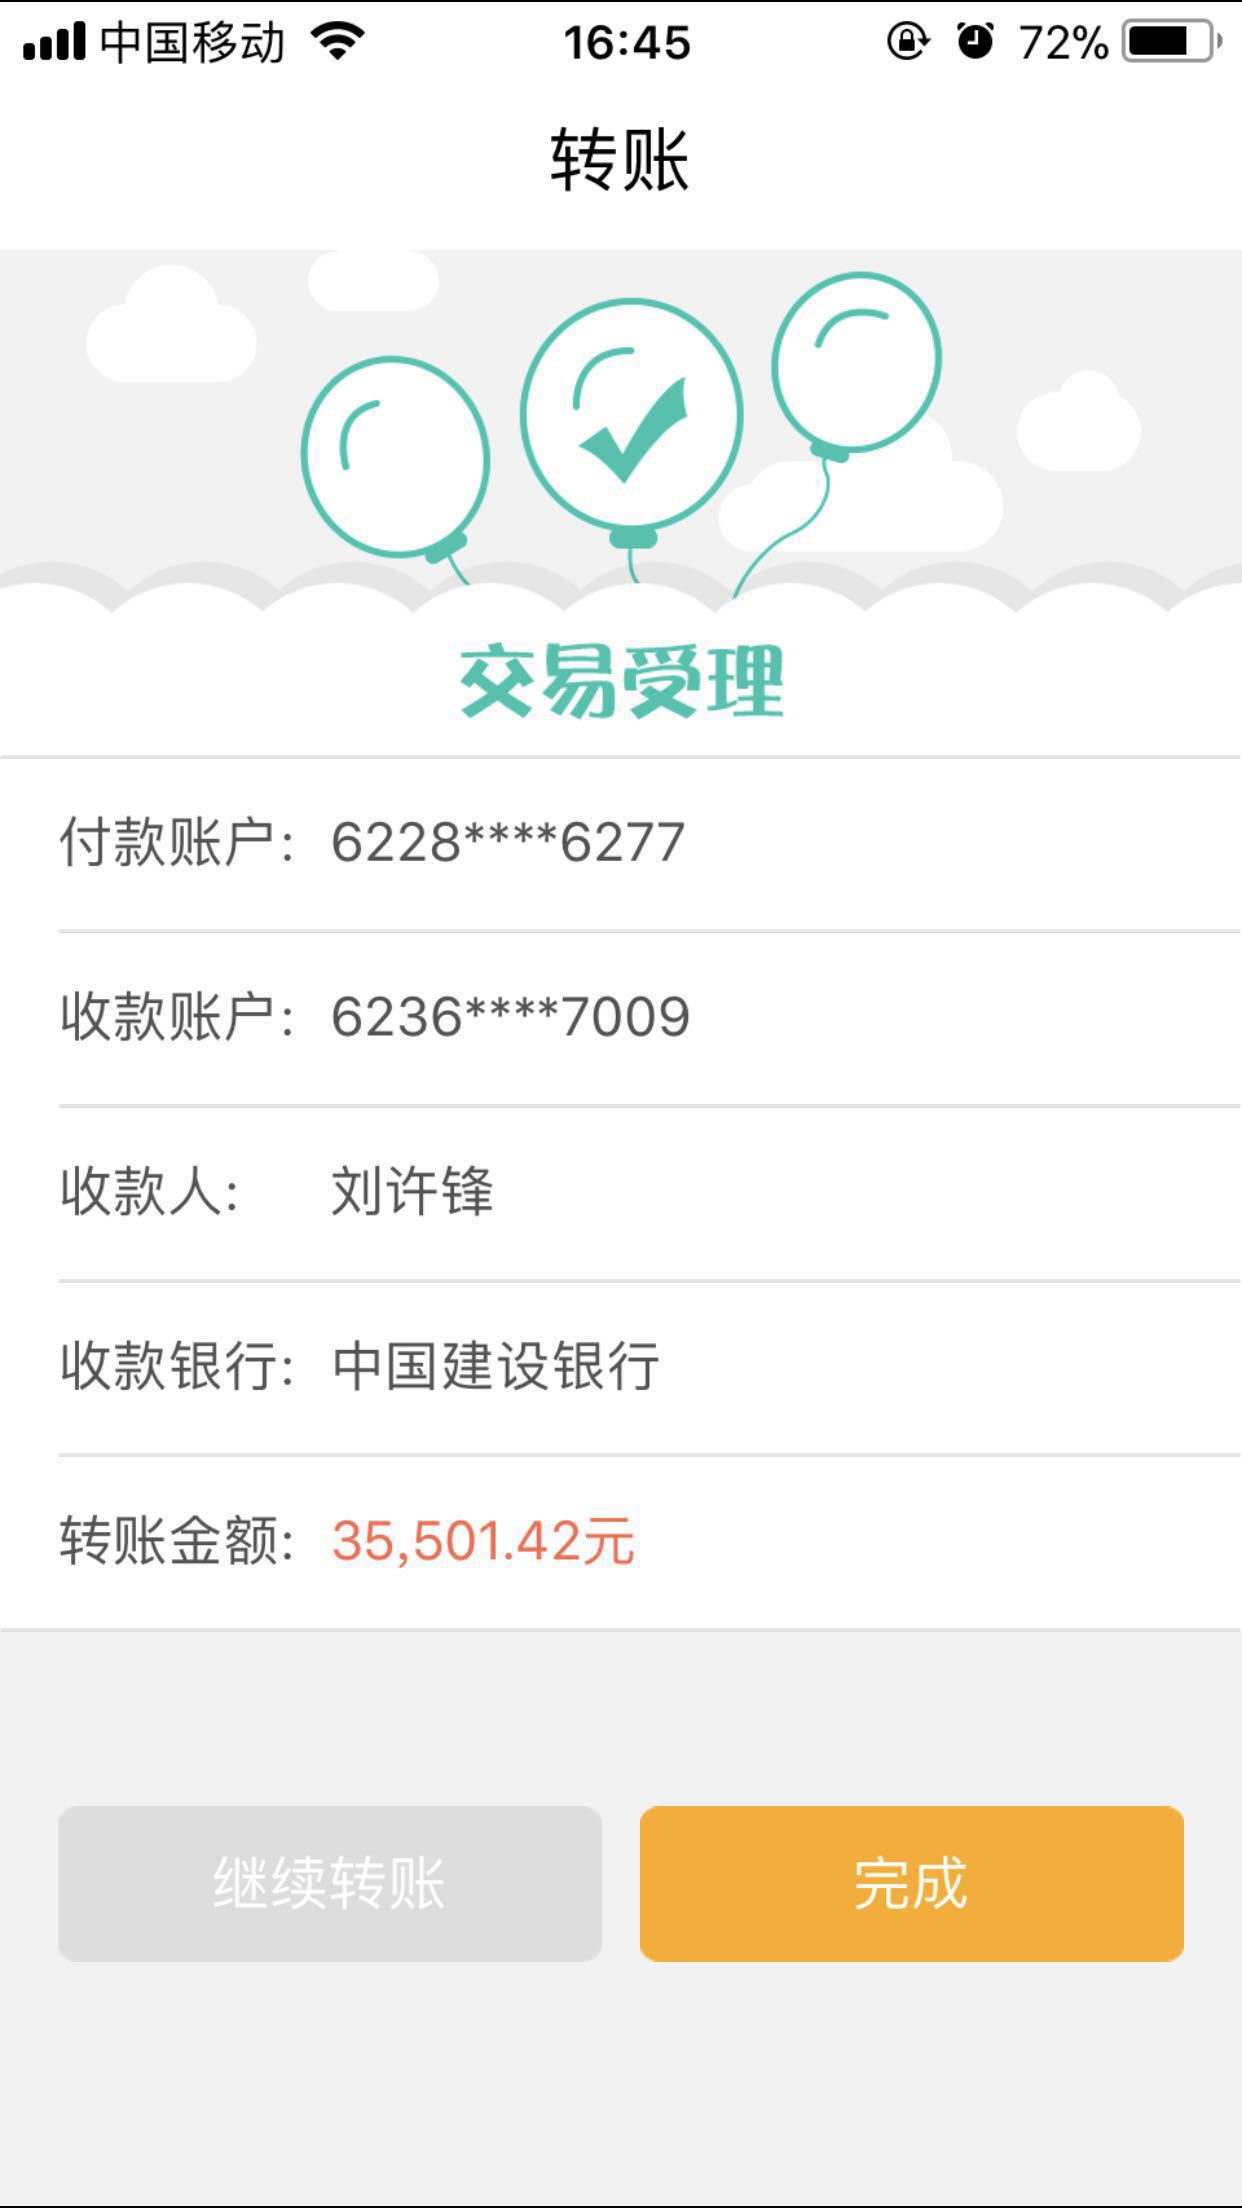 中国移动 16:45 72%
转账
交易受理
付款账户: 6228****6277
收款账户: 6236****7009
收款人: 刘许锋
收款银行: 中国建设银行
转账金额: 35,501.42元
继续转账 完成